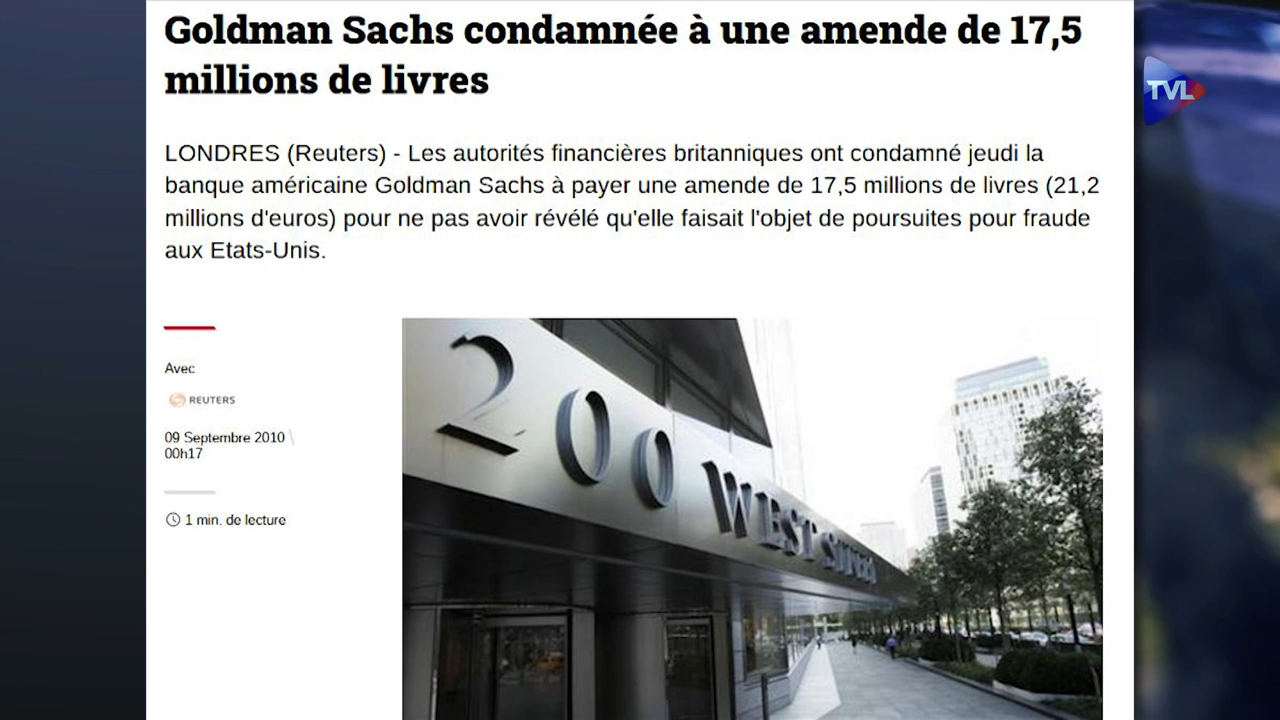 Goldman Sachs condamnée à une amende de 17,5
millions de livres
TVL
LONDRES (Reuters) - Les autorités financières britanniques ont condamné jeudi la
banque américaine Goldman Sachs à payer une amende de 17,5 millions de livres (21,2
millions d'euros) pour ne pas avoir révélé qu'elle faisait l'objet de poursuites pour fraude
aux Etats-Unis.
Avec
REUTERS
09 Septembre 2010 \
00h17
1 min. de lecture
200 WEST STREET